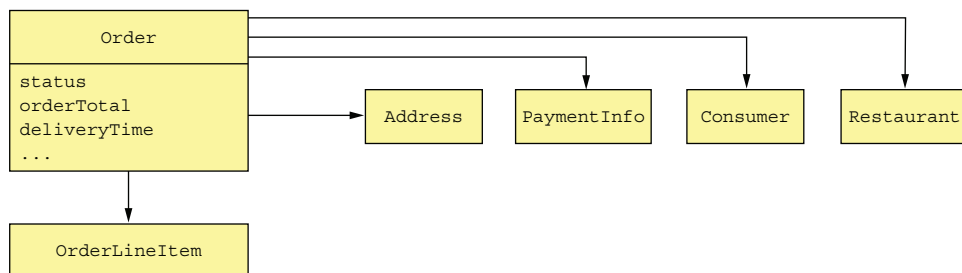 Order
status
orderTotal
deliveryTime
...
Address
PaymentInfo
Consumer
Restaurant
OrderLineItem